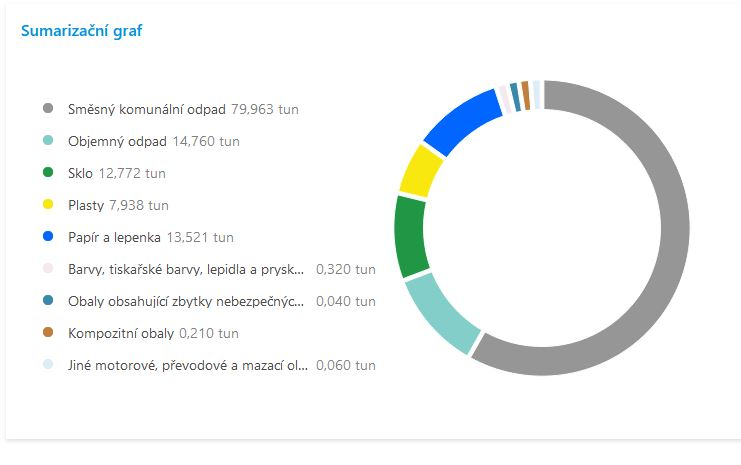 Sumarizační graf
Směsný komunální odpad 79,963 tun
Objemný odpad 14,760 tun
Sklo 12,772 tun
Plasty 7,938 tun
Papír a lepenka 13,521 tun
Barvy, tiskařské barvy, lepidla a prysk... 0,320 tun
Obaly obsahující zbytky nebezpečnýc... 0,040 tun
Kompozitní obaly 0,210 tun
Jiné motorové, převodové a mazací ol... 0,060 tun